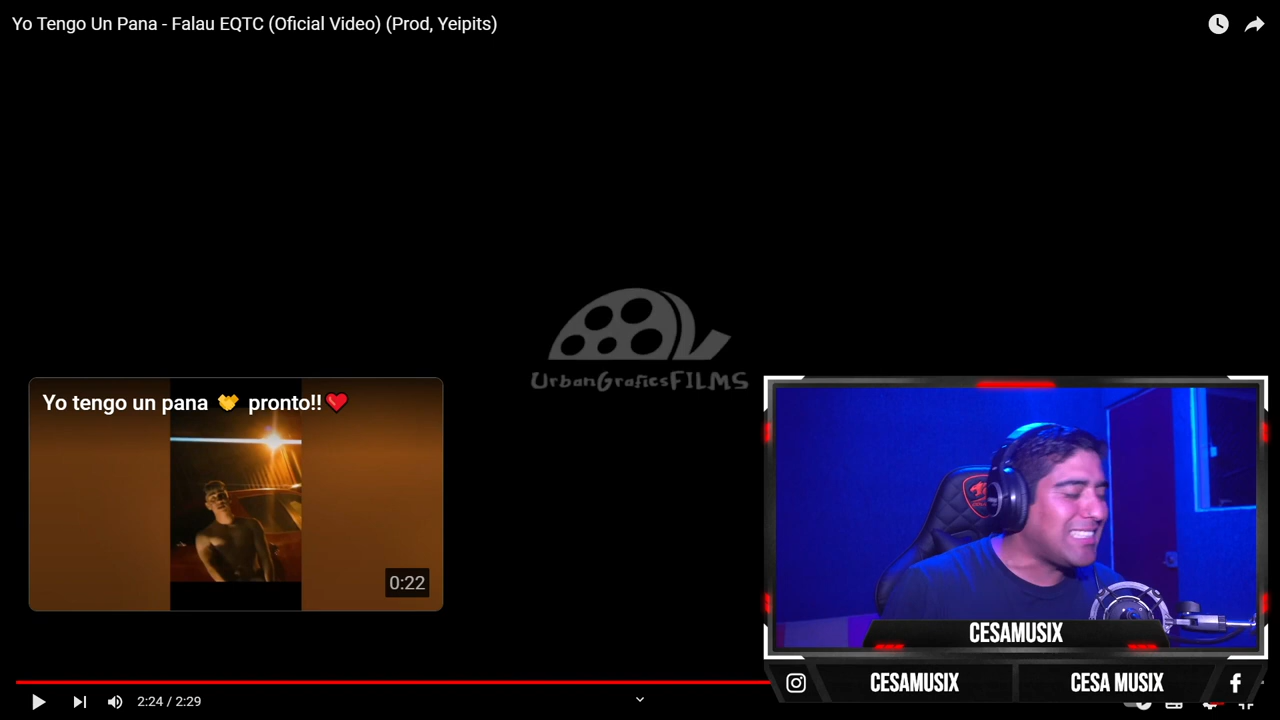 Yo Tengo Un Pana - Falau EQTC (Oficial Video) (Prod, Yeipits)
UrbanGraficsFILMS
Yo tengo un pana 🤝 pronto!!❤️
0:22
CESAMUSIX
CESAMUSIX
CESA MUSIX
2:24 / 2:29